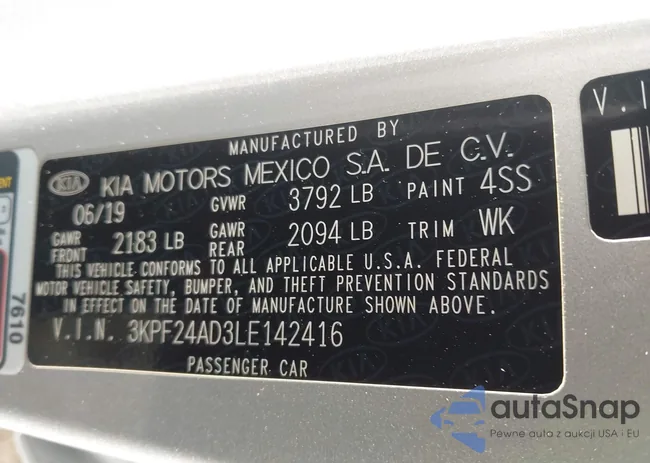 MANUFACTURED BY
KIA KIA MOTORS MEXICO S.A. DE C.V.
06/19 GVWR 3792 LB PAINT 4SS
GAWR FRONT 2183 LB GAWR REAR 2094 LB TRIM WK
THIS VEHICLE CONFORMS TO ALL APPLICABLE U.S.A. FEDERAL
MOTOR VEHICLE SAFETY, BUMPER, AND THEFT PREVENTION STANDARDS
IN EFFECT ON THE DATE OF MANUFACTURE SHOWN ABOVE.
V.I.N. 3KPF24AD3LE142416
PASSENGER CAR
7610
V.I
autaSnap
Pewne auta z aukcji USA i EU